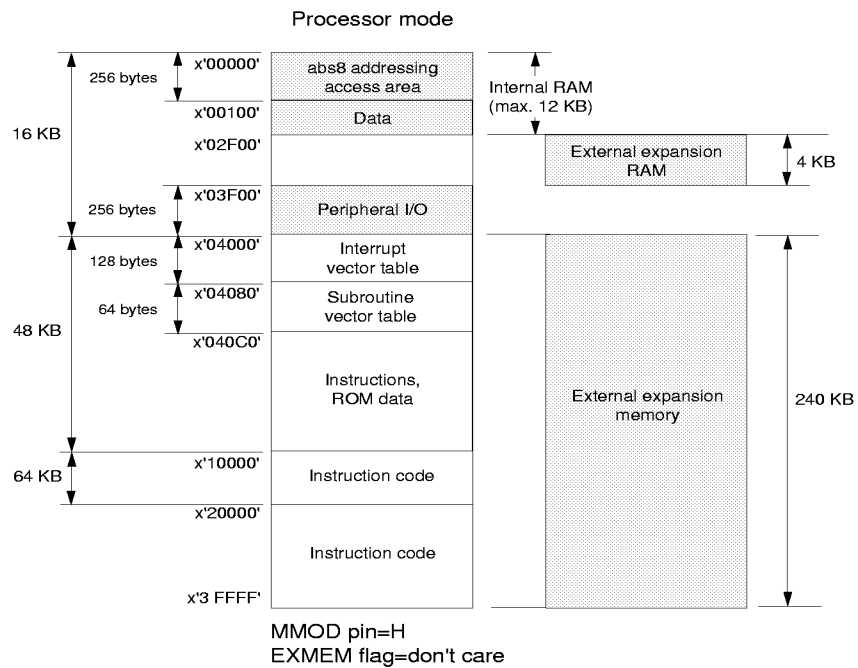 Processor mode
x'00000'
256 bytes
abs8 addressing
access area
Internal RAM
(max. 12 KB)
x'00100'
Data
16 KB
x'02F00'
External expansion
RAM
4 KB
x'03F00'
256 bytes
Peripheral I/O
x'04000'
128 bytes
Interrupt
vector table
x'04080'
64 bytes
Subroutine
vector table
48 KB
x'040C0'
Instructions,
ROM data
External expansion
memory
240 KB
x'10000'
64 KB
Instruction code
x'20000'
Instruction code
x'3 FFFF'
MMOD pin=H
EXMEM flag=don't care